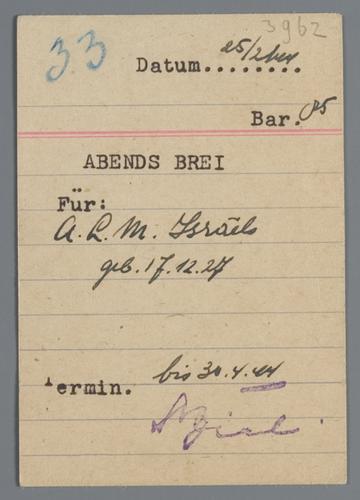 3962
33
Datum........ 25/2 44
Bar. 85
ABENDS BREI
Für:
A.L.M. Israëls
geb. 17.12.27
Termin. bis 30.4.44